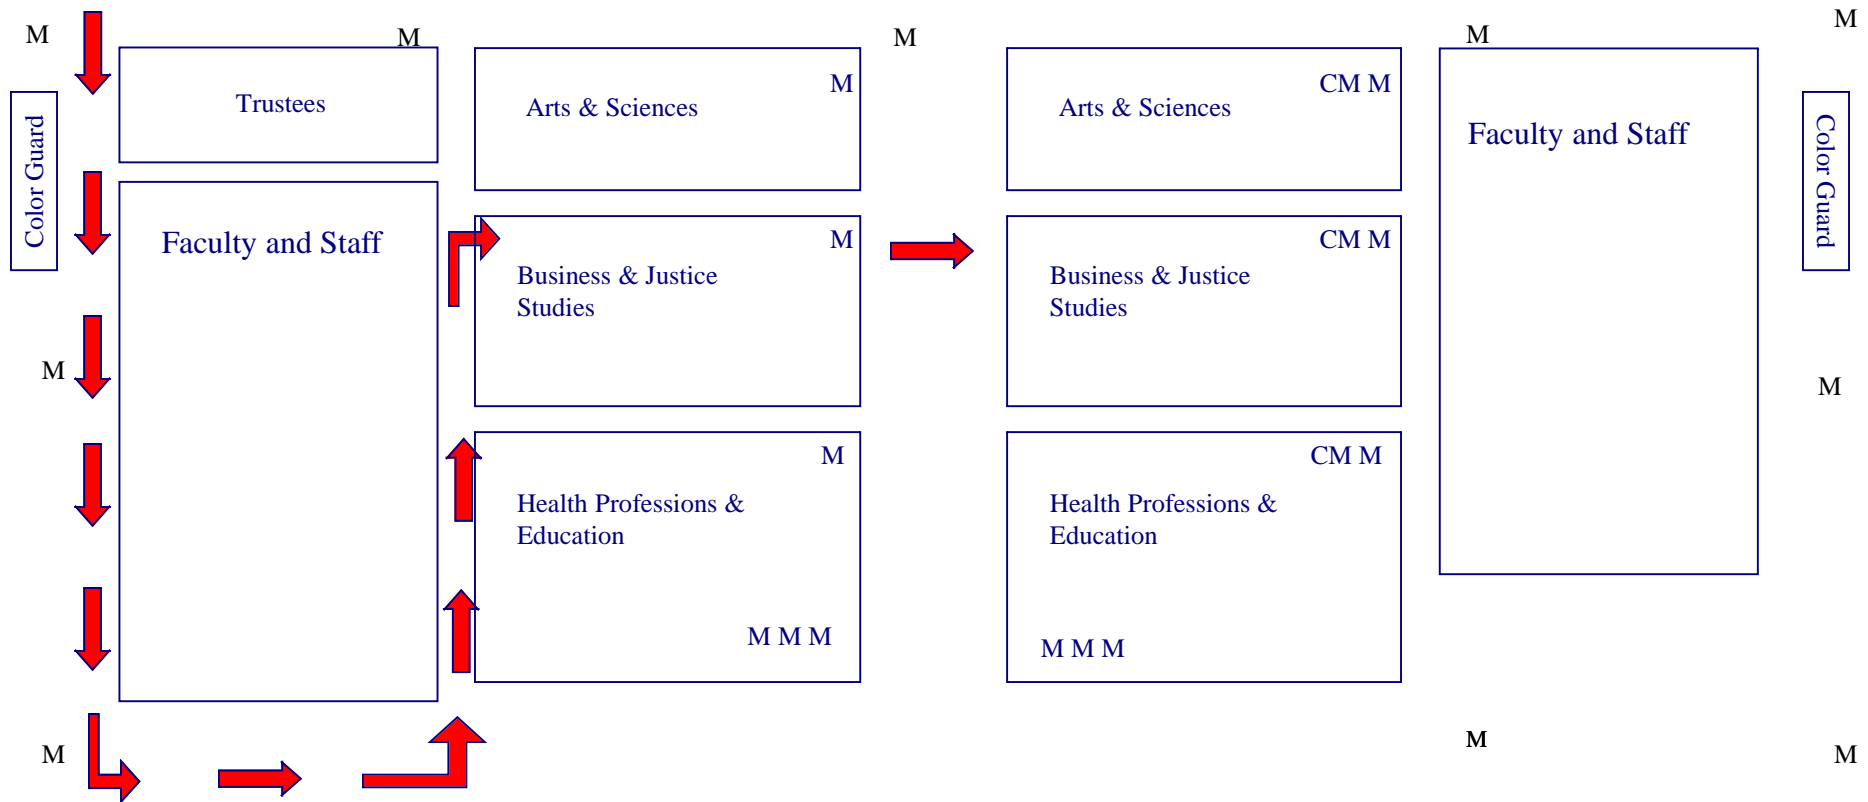 M
M
M
M
M
Color Guard
Trustees
Arts & Sciences
M
Arts & Sciences
CM M
Faculty and Staff
Color Guard
Faculty and Staff
M
Business & Justice
Studies
CM M
Business & Justice
Studies
M
M
M
Health Professions &
Education
M M M
CM M
Health Professions &
Education
M M M
M
M
M